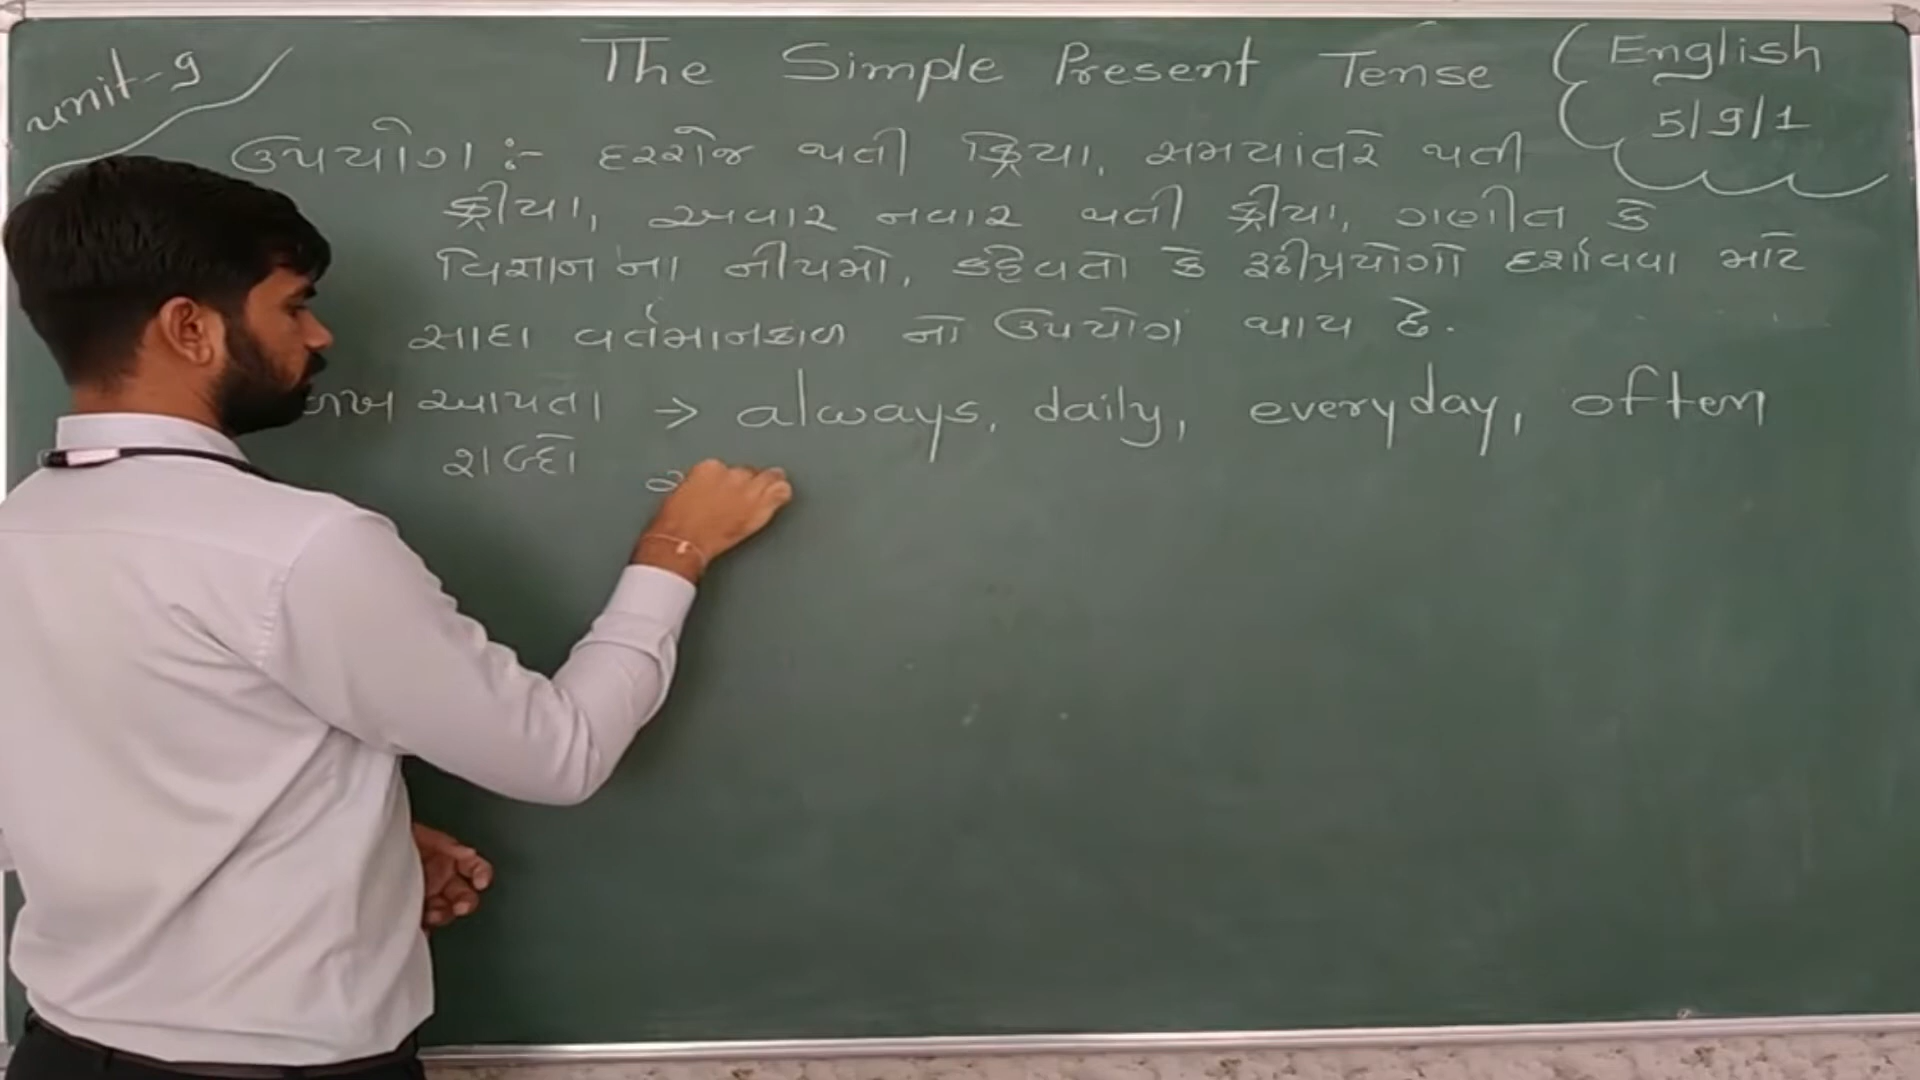 unit-9
The Simple Present Tense
English
5/9/1
ઉપયોગ :- દરરોજ થતી ક્રિયા, સમયાંતરે થતી
ક્રીયા, અવાર નવાર થતી ક્રીયા, ગણીત કે
વિજ્ઞાન ના નીયમો, કહેવતો કે રૂઢીપ્રયોગો દર્શાવવા માટે
સાદા વર્તમાનકાળ નો ઉપયોગ થાય છે.
આપતા → always, daily, everyday, often
શબ્દો